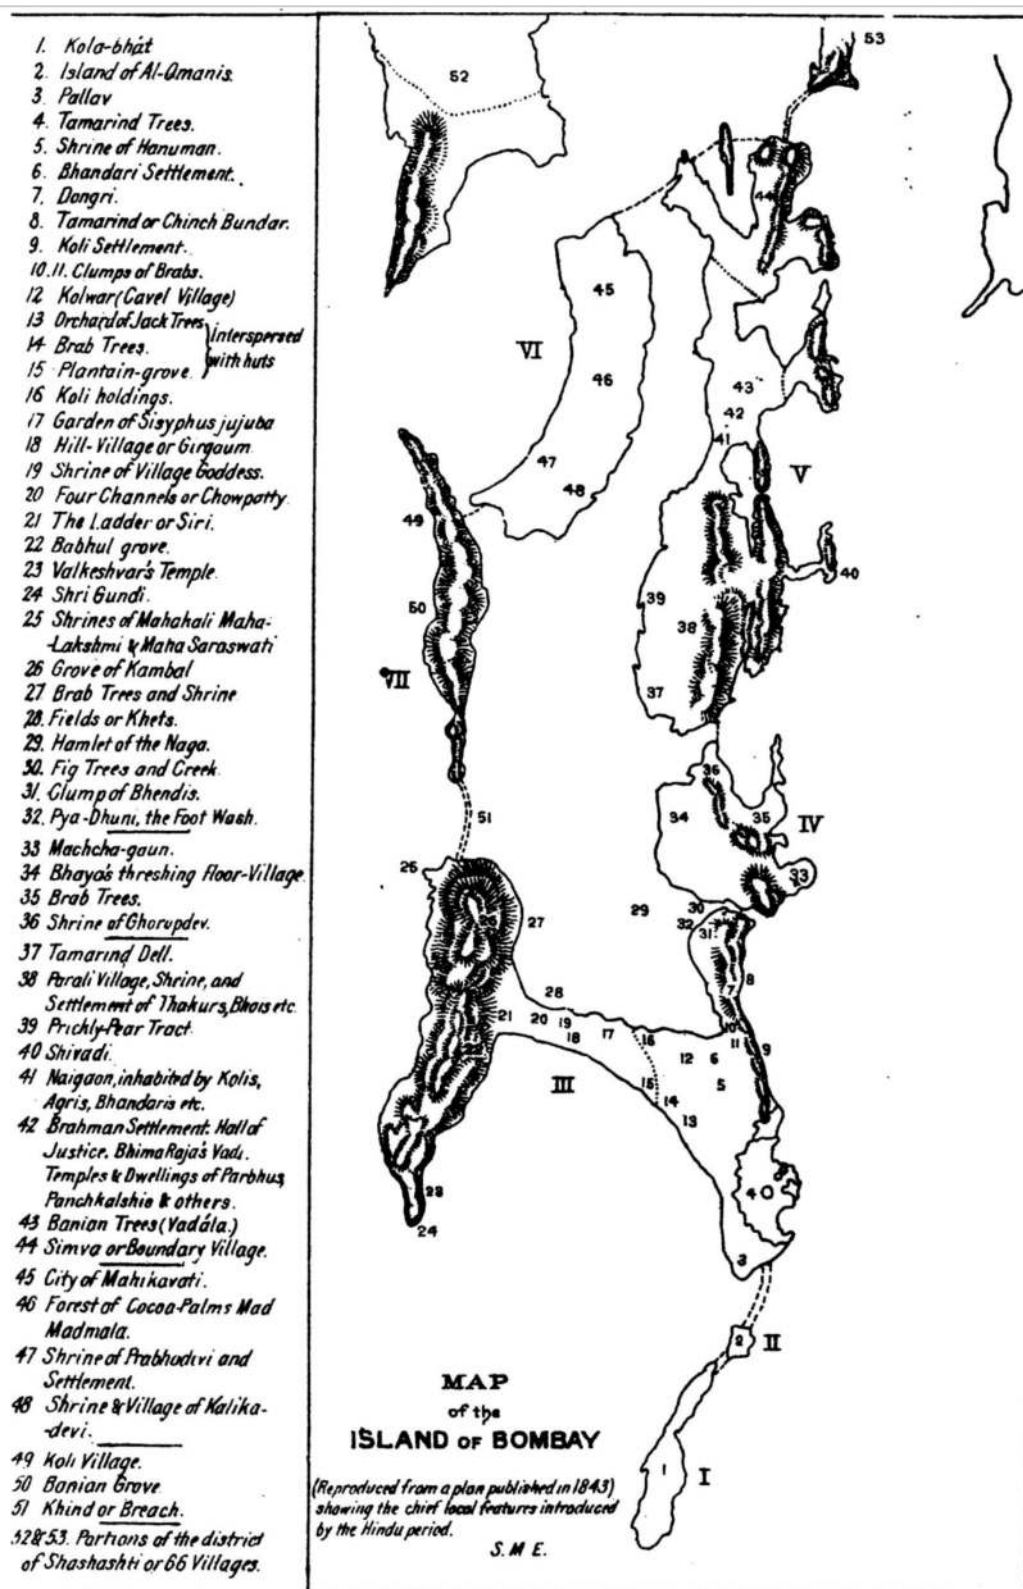 1. Kola-bhát
2. Island of Al-Omanis.
3. Pallav
4. Tamarind Trees.
5. Shrine of Hanuman.
6. Bhandari Settlement.
7. Dongri.
8. Tamarind or Chinch Bundar.
9. Koli Settlement.
10.11. Clumps of Brabs.
12 Kolwar (Cavel Village)
13 Orchard of Jack Trees
14 Brab Trees.
15 Plantain-grove.
Interspersed
with huts
16 Koli holdings.
17 Garden of Sisyphus jujuba
18 Hill-Village or Girgaum
19 Shrine of Village Goddess.
20 Four Channels or Chowpatty.
21 The Ladder or Siri.
22 Babhul grove.
23 Valkeshvar's Temple.
24 Shri Gundi.
25 Shrines of Mahakali Maha-
-Lakshmi & Maha Saraswati
26 Grove of Kambal
27 Brab Trees and Shrine
28. Fields or Khets.
29. Hamlet of the Naga.
30. Fig Trees and Creek.
31. Clump of Bhendis.
32. Pya-Dhuni, the Foot Wash.
33 Machcha-gaun.
34 Bhaya's threshing floor-Village.
35 Brab Trees.
36 Shrine of Ghorupdev.
37 Tamarind Dell.
38 Parali Village, Shrine, and
Settlement of Thakurs, Bhois etc.
39 Prichly-Pear Tract.
40 Shivadi.
41 Naigaon, inhabited by Kolis,
Agris, Bhandaris etc.
42 Brahman Settlement. Hall of
Justice. Bhima Raja's Vadi.
Temples & Dwellings of Parbhus
Panchkalshis & others.
43 Banian Trees (Vadála.)
44 Simva or Boundary Village.
45 City of Mahikavati.
46 Forest of Cocoa-Palms Mad
Madmala.
47 Shrine of Prabhudivi and
Settlement.
48 Shrine & Village of Kalika-
-devi.
49 Koli Village.
50 Banian Grove
51 Khind or Breach.
52 & 53. Portions of the district
of Shashashti or 66 Villages.
53
52
44
45
VI
46
43
42
41
47
V
48
49
40
50
39
38
VII
37
36
51
34
35
IV
25
33
26
27
29
30
32
31
8
7
28
21
20
19
18
17
16
10
11
9
12
6
III
15
5
14
13
22
4
23
24
3
2
II
1
I
MAP
of the
ISLAND OF BOMBAY
(Reproduced from a plan published in 1843)
showing the chief local features introduced
by the Hindu period.
S. M E.